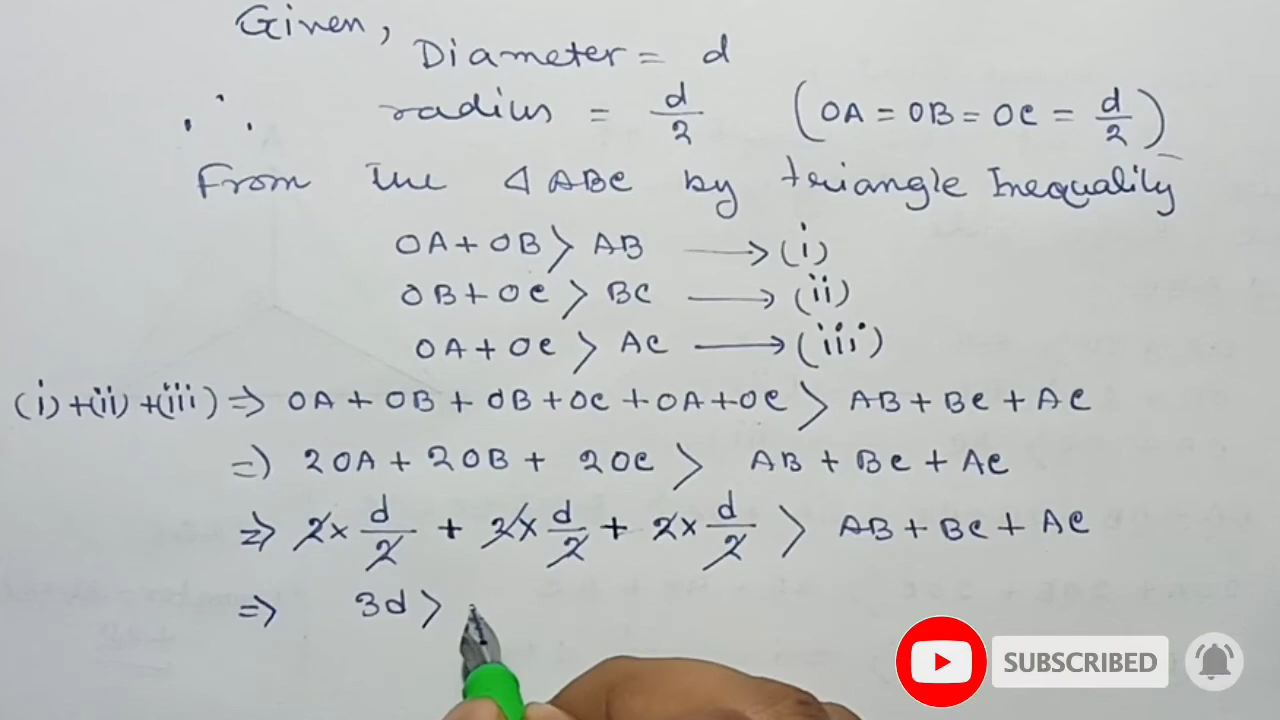 Given,
Diameter = d
∴ radius = d/2 (OA = OB = OC = d/2)
From the △ ABC by triangle Inequality
OA + OB > AB ⟶ (i)
OB + OC > BC ⟶ (ii)
OA + OC > AC ⟶ (iii)
(i) + (ii) + (iii) ⇒ OA + OB + OB + OC + OA + OC > AB + BC + AC
⇒ 2OA + 2OB + 2OC > AB + BC + AC
⇒ 2 × d/2 + 2 × d/2 + 2 × d/2 > AB + BC + AC
⇒ 3d >
SUBSCRIBED